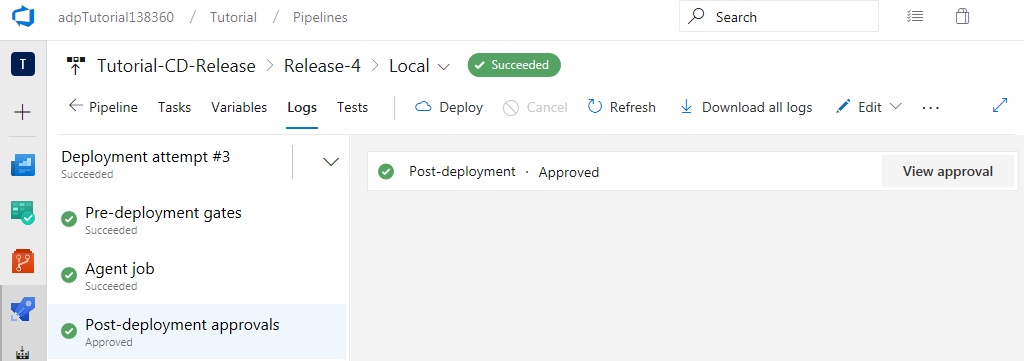 adpTutorial138360 / Tutorial / Pipelines
Search
T
Tutorial-CD-Release > Release-4 > Local
Succeeded
Pipeline Tasks Variables Logs Tests Deploy Cancel Refresh Download all logs Edit ...
Deployment attempt #3
Succeeded
Post-deployment · Approved
View approval
Pre-deployment gates
Succeeded
Agent job
Succeeded
Post-deployment approvals
Approved